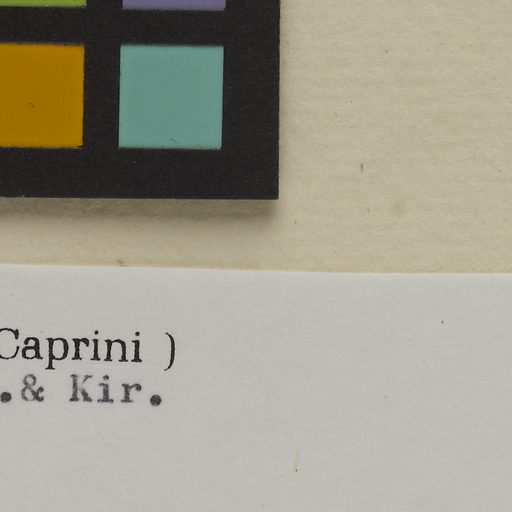 Caprini )
.& Kir.